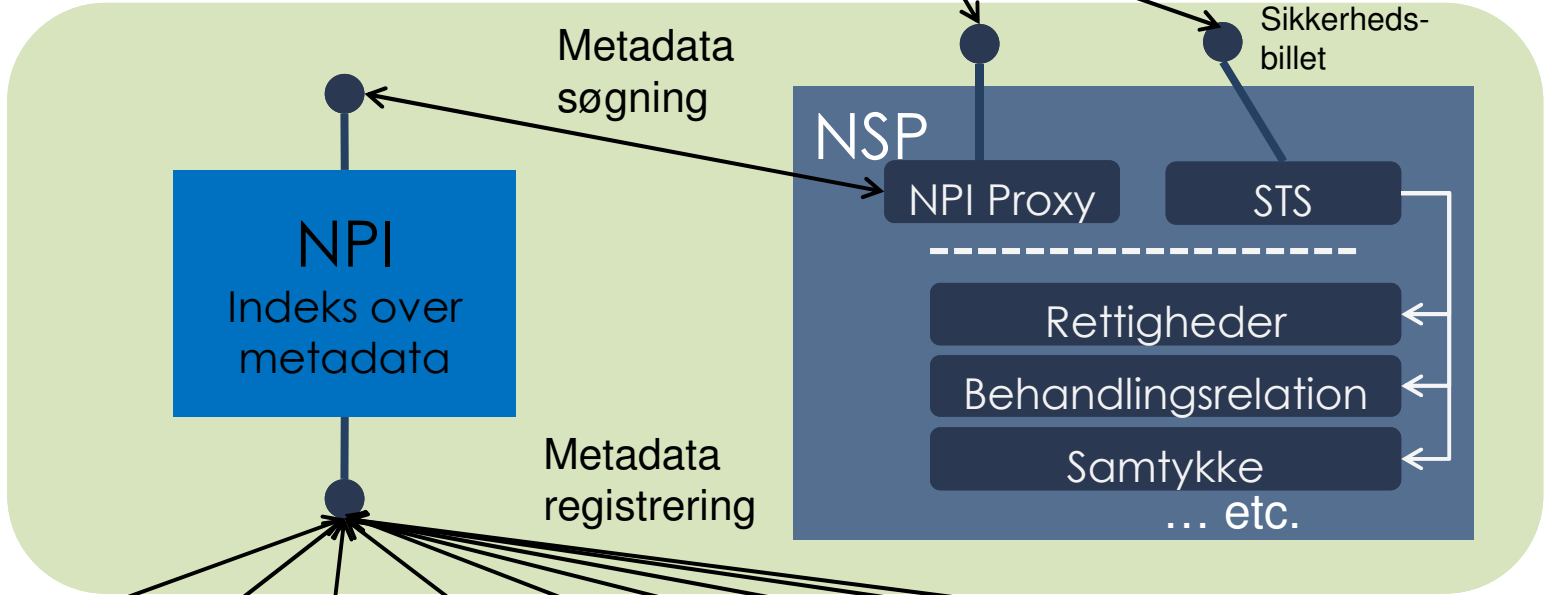 Metadata
søgning
Sikkerheds-
billet
NPI
Indeks over
metadata
Metadata
registrering
NSP
NPI Proxy
STS
Rettigheder
Behandlingsrelation
Samtykke
... etc.